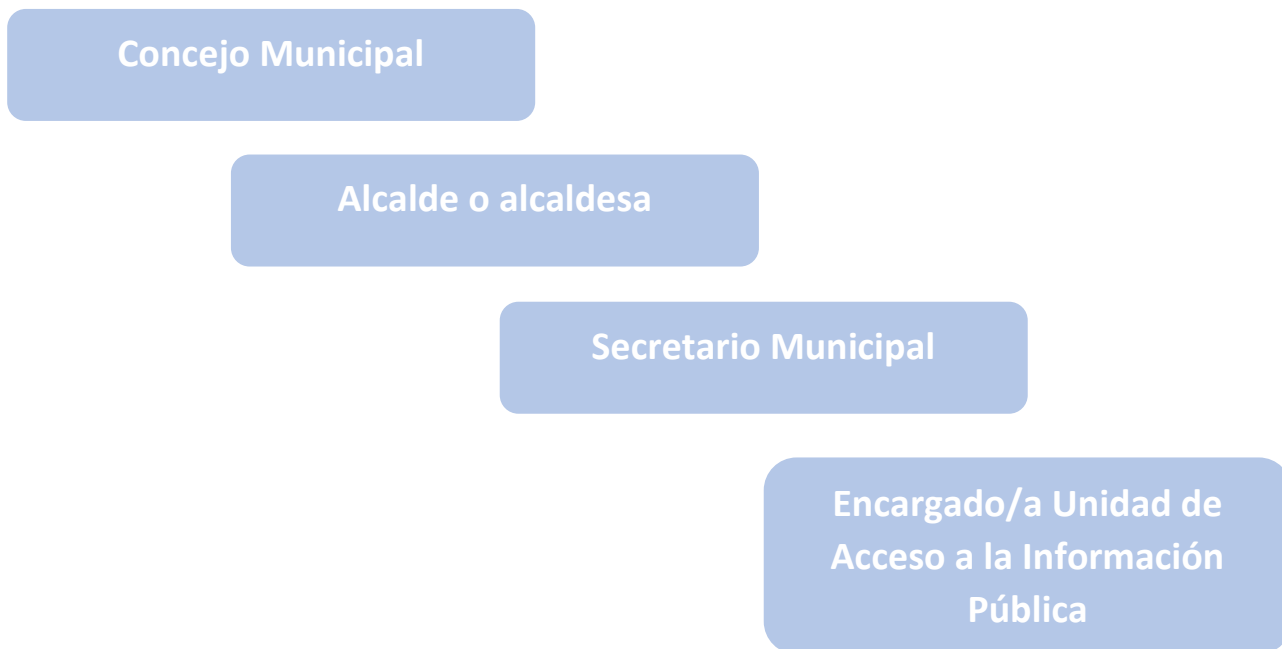 Concejo Municipal
Alcalde o alcaldesa
Secretario Municipal
Encargado/a Unidad de
Acceso a la Información
Pública